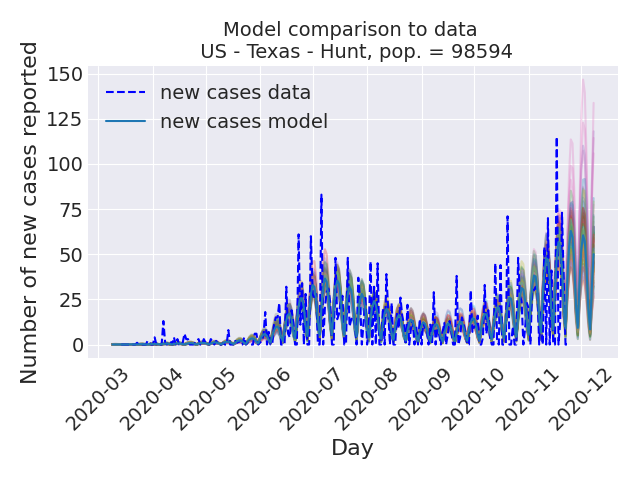 Model comparison to data
US - Texas - Hunt, pop. = 98594
Number of new cases reported
150
125
100
75
50
25
0
new cases data
new cases model
2020-03
2020-04
2020-05
2020-06
2020-07
2020-08
2020-09
2020-10
2020-11
2020-12
Day